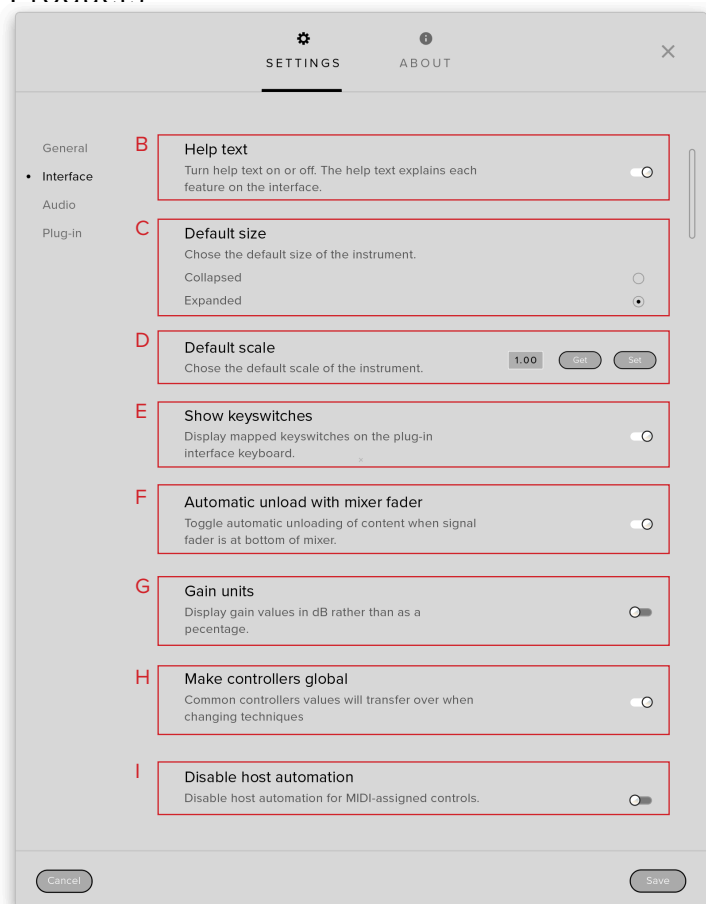 SETTINGS
ABOUT
General
Interface
Audio
Plug-in
B
Help text
Turn help text on or off. The help text explains each
feature on the interface.
C
Default size
Chose the default size of the instrument.
Collapsed
Expanded
D
Default scale
Chose the default scale of the instrument.
1.00 Get Set
E
Show keyswitches
Display mapped keyswitches on the plug-in
interface keyboard.
F
Automatic unload with mixer fader
Toggle automatic unloading of content when signal
fader is at bottom of mixer.
G
Gain units
Display gain values in dB rather than as a
pecentage.
H
Make controllers global
Common controllers values will transfer over when
changing techniques
I
Disable host automation
Disable host automation for MIDI-assigned controls.
Cancel
Save